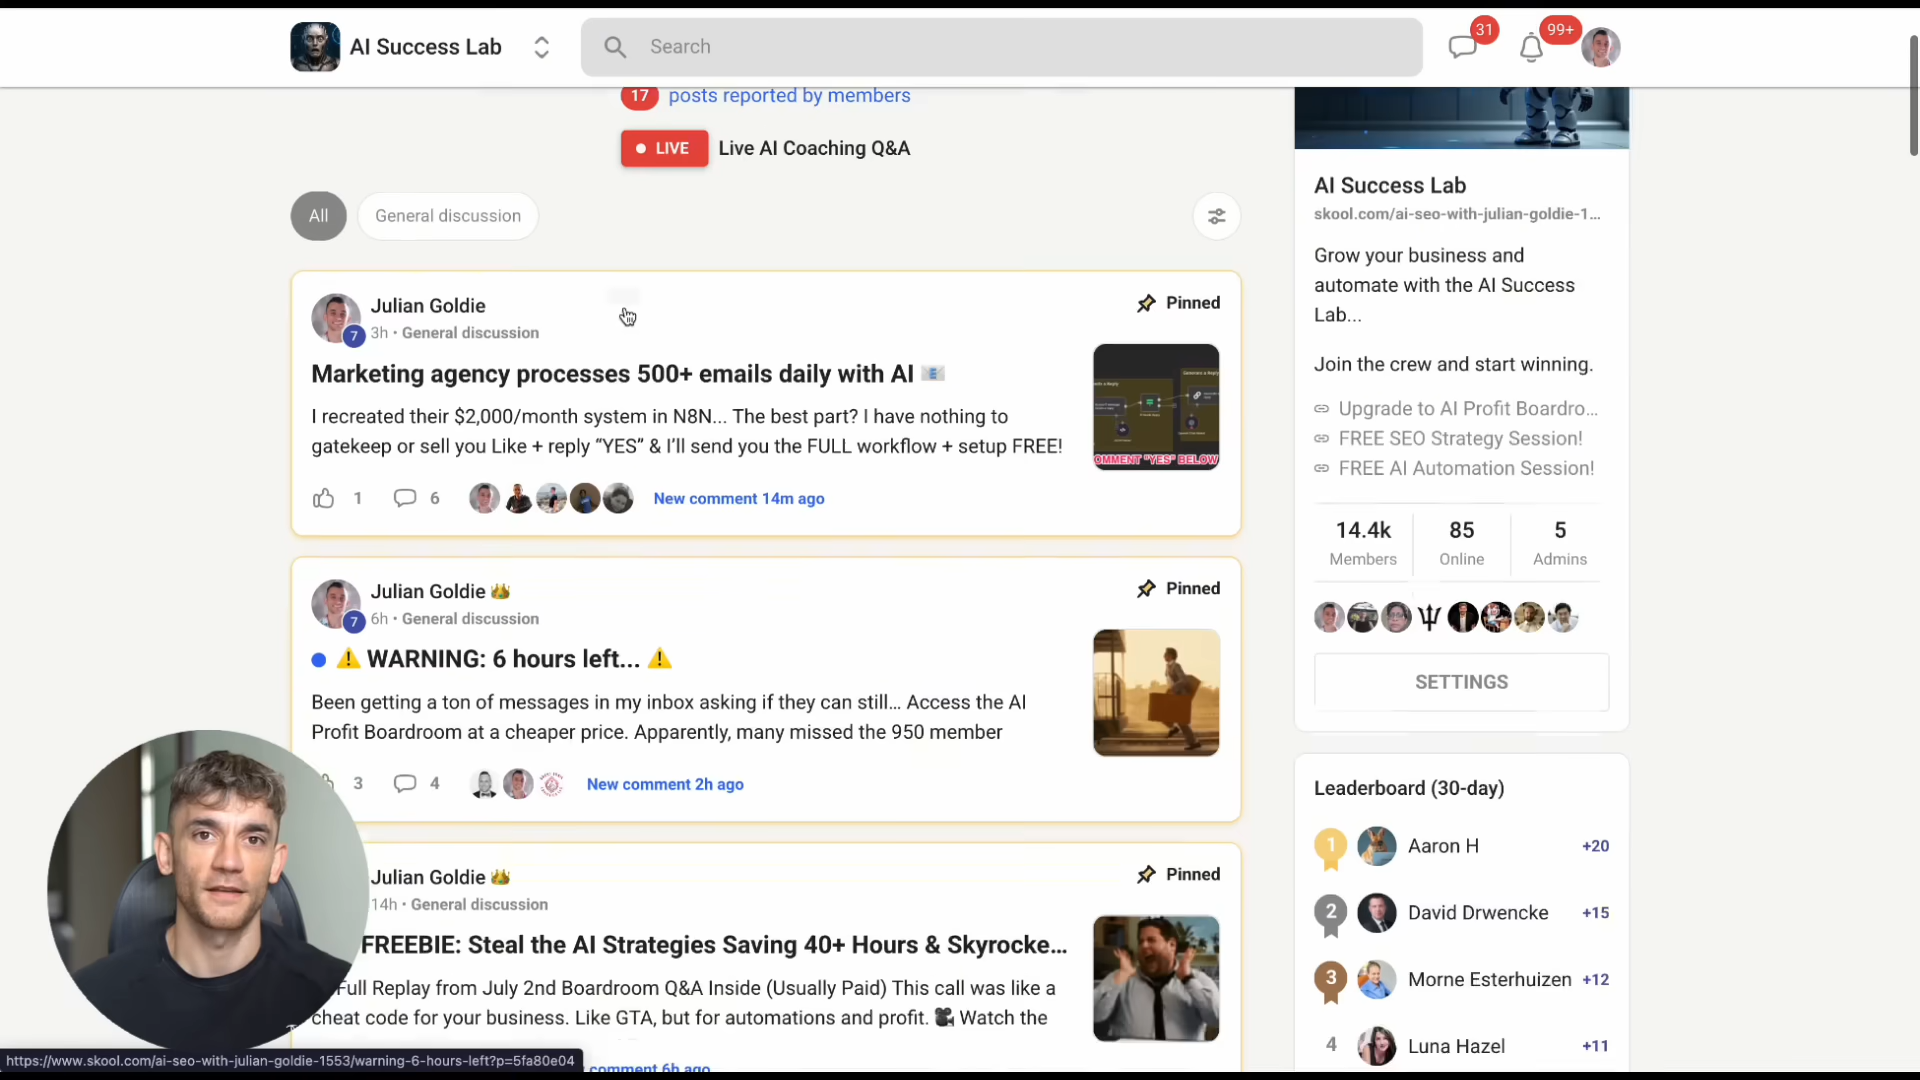 AI Success Lab
Search
31
99+
17 posts reported by members
LIVE Live AI Coaching Q&A
All
General discussion
Julian Goldie
7
3h • General discussion
Pinned
Marketing agency processes 500+ emails daily with AI 📧
I recreated their $2,000/month system in N8N... The best part? I have nothing to
gatekeep or sell you Like + reply “YES” & I’ll send you the FULL workflow + setup FREE!
OMMENT "YES" BELOW
1
6
New comment 14m ago
Julian Goldie 👑
7
6h • General discussion
Pinned
⚠️ WARNING: 6 hours left... ⚠️
Been getting a ton of messages in my inbox asking if they can still… Access the AI
Profit Boardroom at a cheaper price. Apparently, many missed the 950 member
3
4
New comment 2h ago
Julian Goldie 👑
14h • General discussion
Pinned
FREEBIE: Steal the AI Strategies Saving 40+ Hours & Skyrocke...
Full Replay from July 2nd Boardroom Q&A Inside (Usually Paid) This call was like a
cheat code for your business. Like GTA, but for automations and profit. 🎥 Watch the
comment 6h ago
https://www.skool.com/ai-seo-with-julian-goldie-1553/warning-6-hours-left?p=5fa80e04
AI Success Lab
skool.com/ai-seo-with-julian-goldie-1...
Grow your business and
automate with the AI Success
Lab...
Join the crew and start winning.
Upgrade to AI Profit Boardro...
FREE SEO Strategy Session!
FREE AI Automation Session!
14.4k
Members
85
Online
5
Admins
SETTINGS
Leaderboard (30-day)
1 Aaron H +20
2 David Drwencke +15
3 Morne Esterhuizen +12
4 Luna Hazel +11